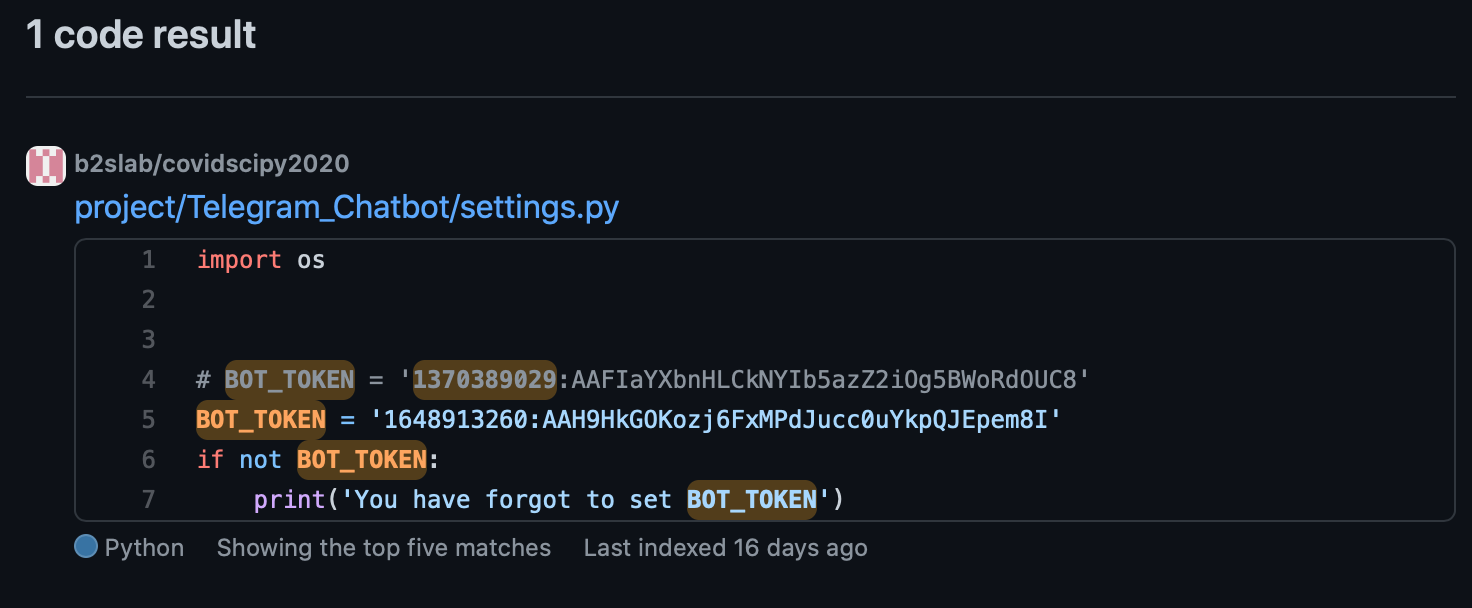 1 code result
b2slab/covidscipy2020
project/Telegram_Chatbot/settings.py
1 import os
2
3
4 # BOT_TOKEN = '1370389029:AAFIaYXbnHLCkNYIb5azZ2iOg5BWoRdOUC8'
5 BOT_TOKEN = '1648913260:AAH9HkGOKozj6FxMPdJucc0uYkpQJEpem8I'
6 if not BOT_TOKEN:
7     print('You have forgot to set BOT_TOKEN')
Python Showing the top five matches Last indexed 16 days ago